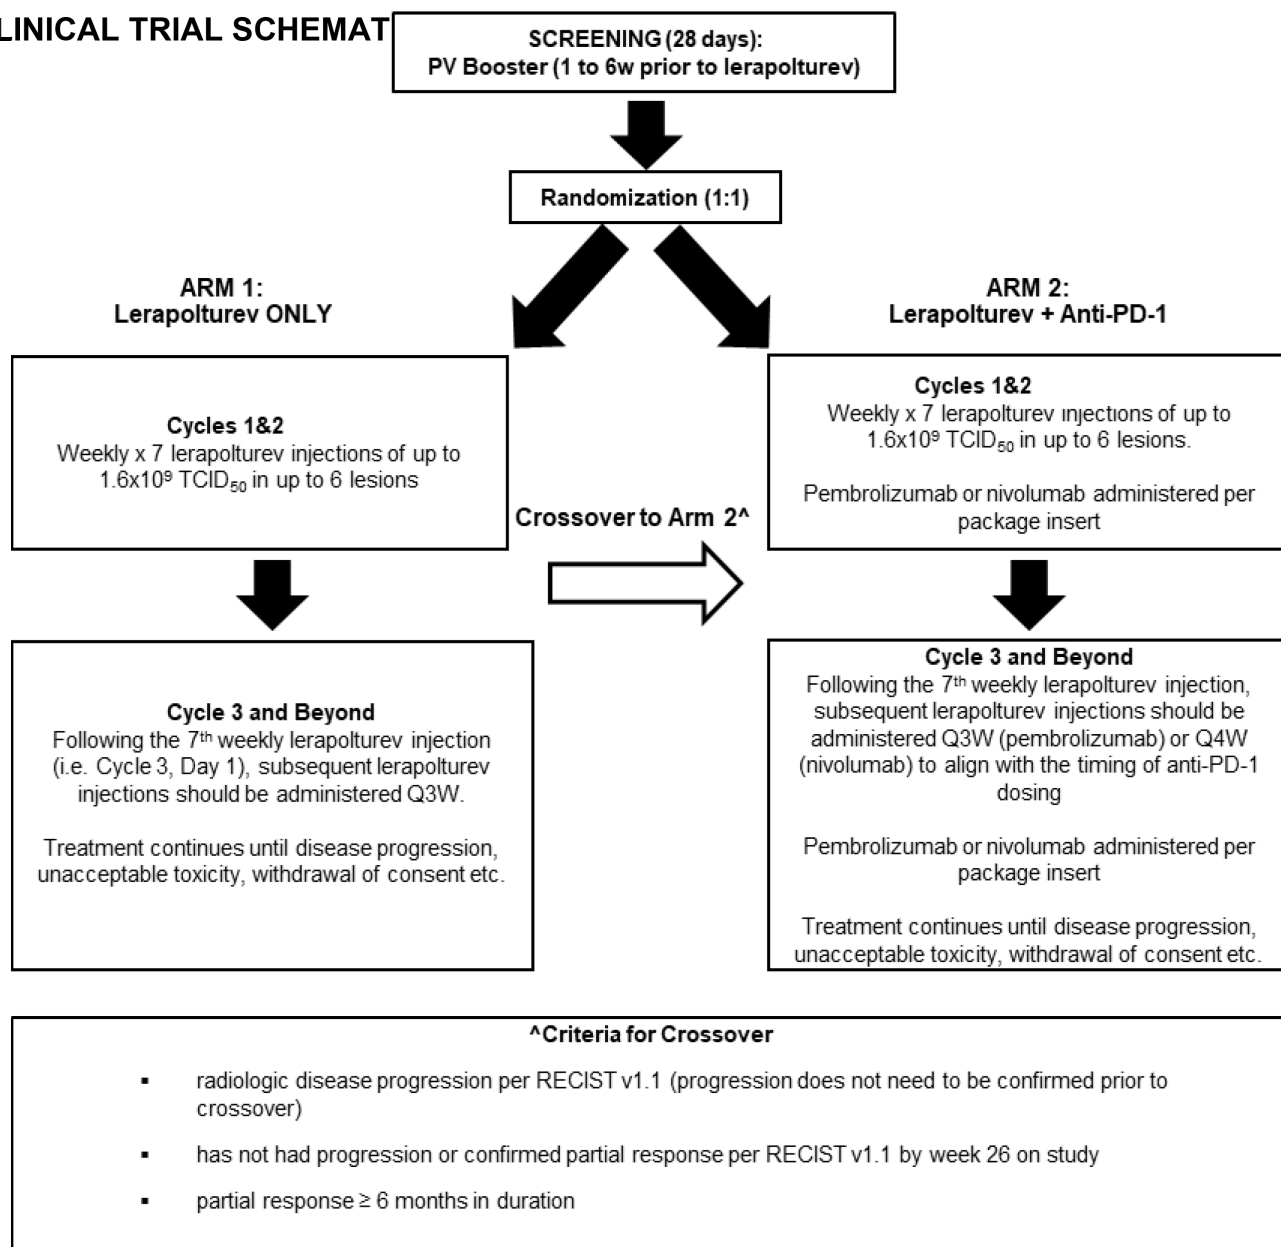 LINICAL TRIAL SCHEMAT
SCREENING (28 days):
PV Booster (1 to 6w prior to lerapolturev)
Randomization (1:1)
ARM 1:
Lerapolturev ONLY
ARM 2:
Lerapolturev + Anti-PD-1
Cycles 1&2
Weekly x 7 lerapolturev injections of up to
1.6x10⁹ TCID₅₀ in up to 6 lesions
Cycles 1&2
Weekly x 7 lerapolturev injections of up to
1.6x10⁹ TCID₅₀ in up to 6 lesions.
Pembrolizumab or nivolumab administered per
package insert
Crossover to Arm 2^
Cycle 3 and Beyond
Following the 7ᵗʰ weekly lerapolturev injection
(i.e. Cycle 3, Day 1), subsequent lerapolturev
injections should be administered Q3W.
Treatment continues until disease progression,
unacceptable toxicity, withdrawal of consent etc.
Cycle 3 and Beyond
Following the 7ᵗʰ weekly lerapolturev injection,
subsequent lerapolturev injections should be
administered Q3W (pembrolizumab) or Q4W
(nivolumab) to align with the timing of anti-PD-1
dosing
Pembrolizumab or nivolumab administered per
package insert
Treatment continues until disease progression,
unacceptable toxicity, withdrawal of consent etc.
^Criteria for Crossover
▪ radiologic disease progression per RECIST v1.1 (progression does not need to be confirmed prior to
crossover)
▪ has not had progression or confirmed partial response per RECIST v1.1 by week 26 on study
▪ partial response ≥ 6 months in duration